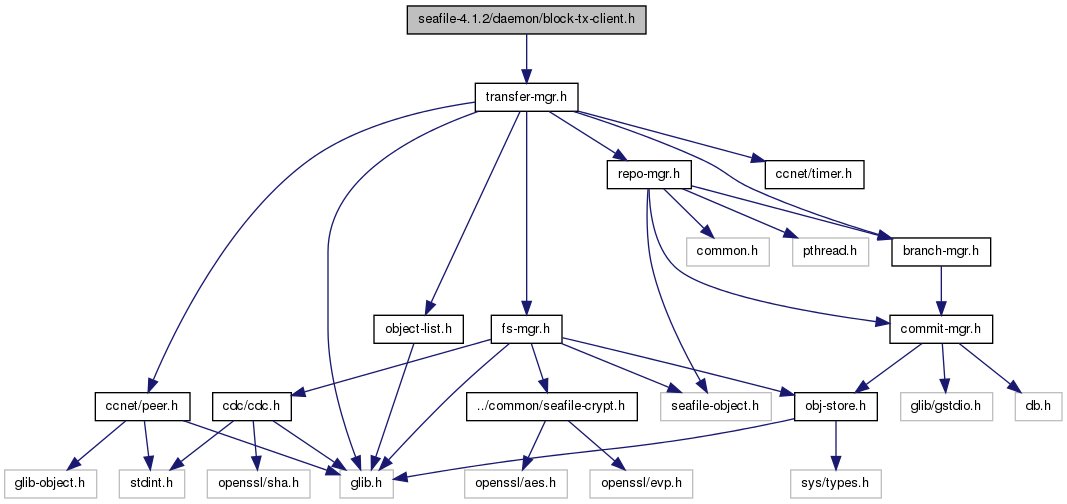 seafile-4.1.2/daemon/block-tx-client.h
transfer-mgr.h
repo-mgr.h
ccnet/timer.h
common.h
pthread.h
branch-mgr.h
object-list.h
fs-mgr.h
commit-mgr.h
ccnet/peer.h
cdc/cdc.h
../common/seafile-crypt.h
seafile-object.h
obj-store.h
glib/gstdio.h
db.h
glib-object.h
stdint.h
openssl/sha.h
glib.h
openssl/aes.h
openssl/evp.h
sys/types.h